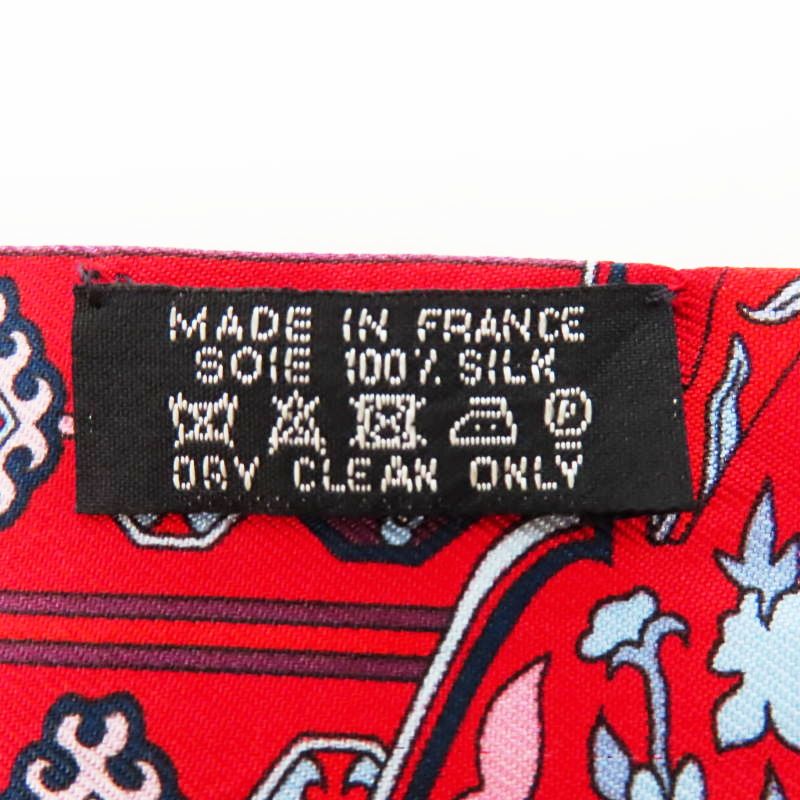 MADE IN FRANCE
SOIE 100% SILK
P
DRY CLEAN ONLY